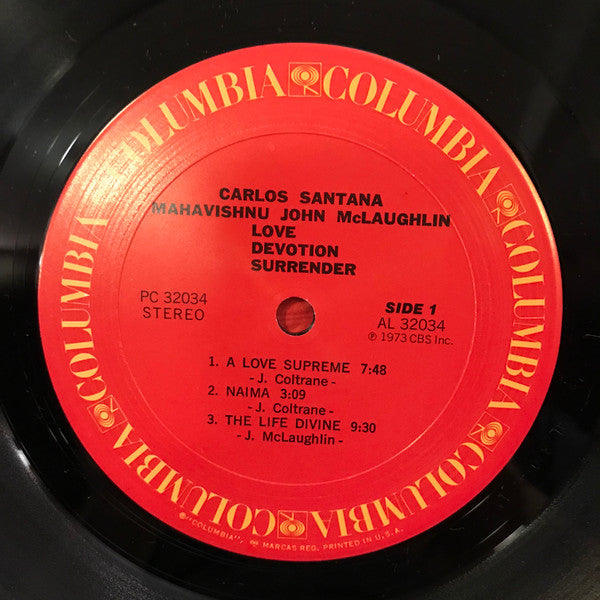 COLUMBIA COLUMBIA COLUMBIA COLUMBIA COLUMBIA COLUMBIA
CARLOS SANTANA
MAHAVISHNU JOHN McLAUGHLIN
LOVE
DEVOTION
SURRENDER
PC 32034
STEREO
SIDE 1
AL 32034
℗ 1973 CBS Inc.
1. A LOVE SUPREME 7:48
- J. Coltrane -
2. NAIMA 3:09
- J. Coltrane -
3. THE LIFE DIVINE 9:30
- J. McLaughlin -
®"COLUMBIA", MARCAS REG. PRINTED IN U.S.A.